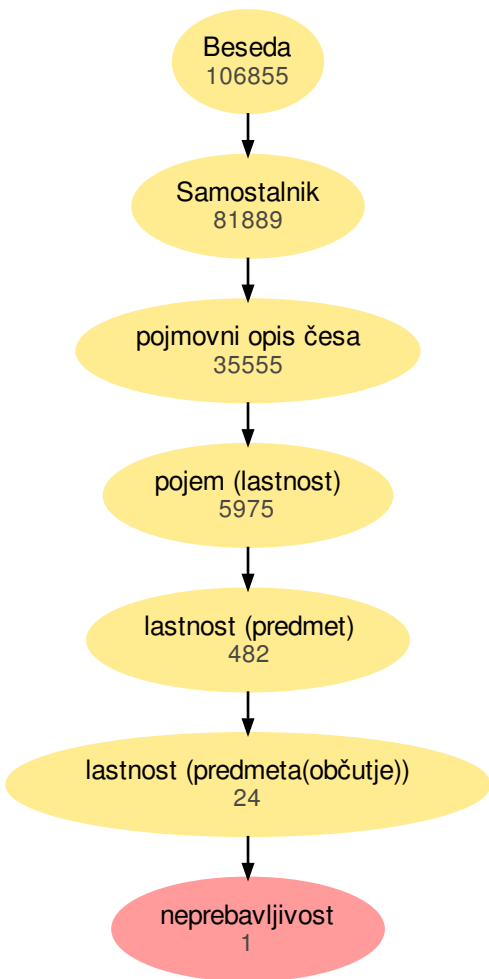 Beseda
106855
Samostalnik
81889
pojmovni opis česa
35555
pojem (lastnost)
5975
lastnost (predmet)
482
lastnost (predmeta(občutje))
24
neprebavljivost
1